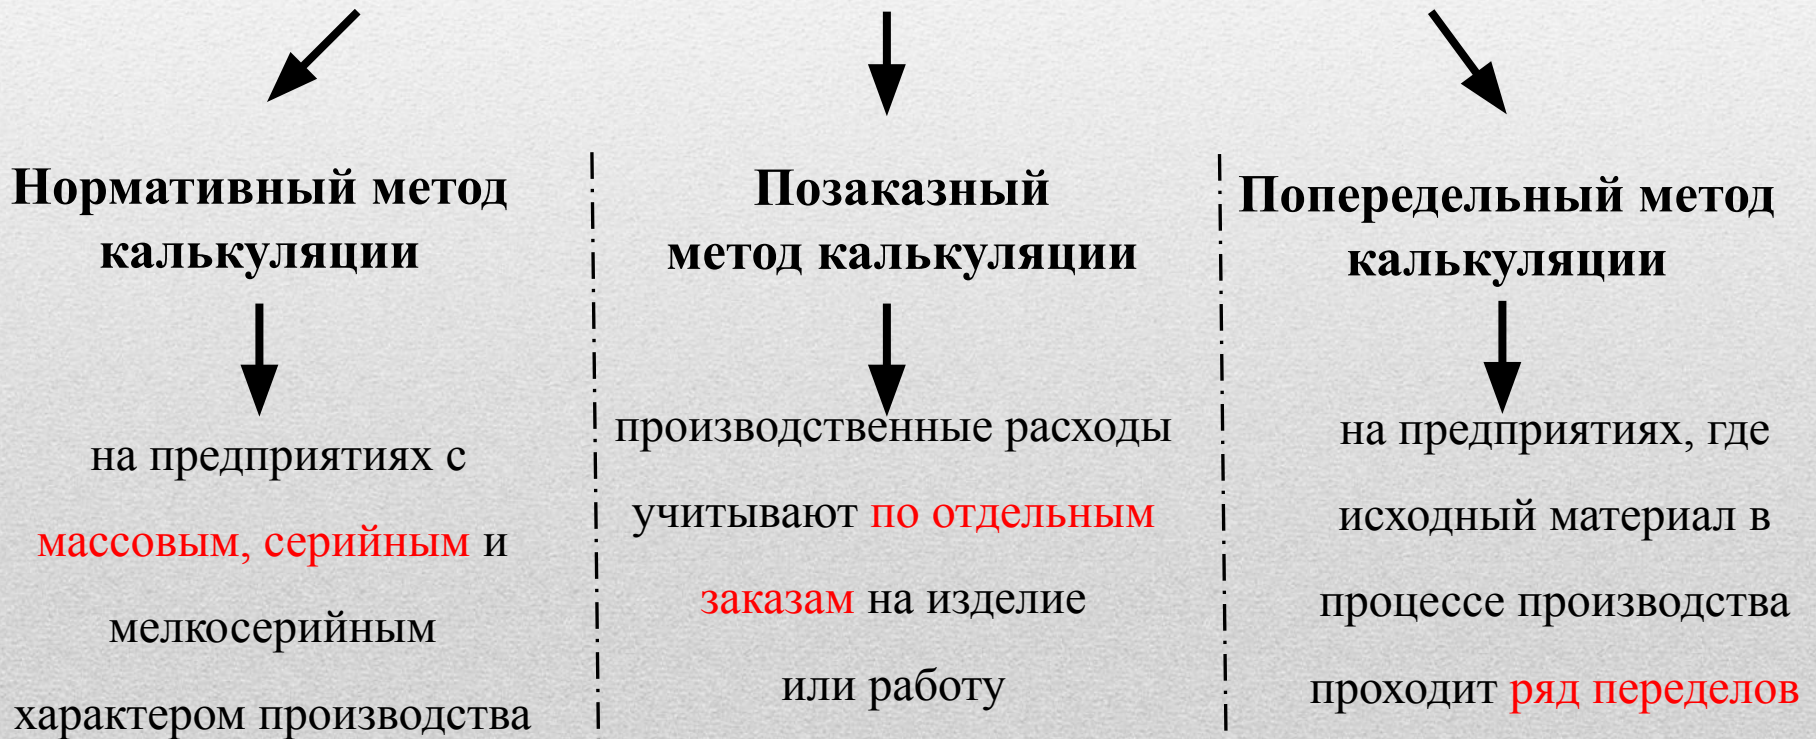 Нормативный метод
калькуляции
на предприятиях с
массовым, серийным и
мелкосерийным
характером производства
Позаказный
метод калькуляции
производственные расходы
учитывают по отдельным
заказам на изделие
или работу
Попередельный метод
калькуляции
на предприятиях, где
исходный материал в
процессе производства
проходит ряд переделов